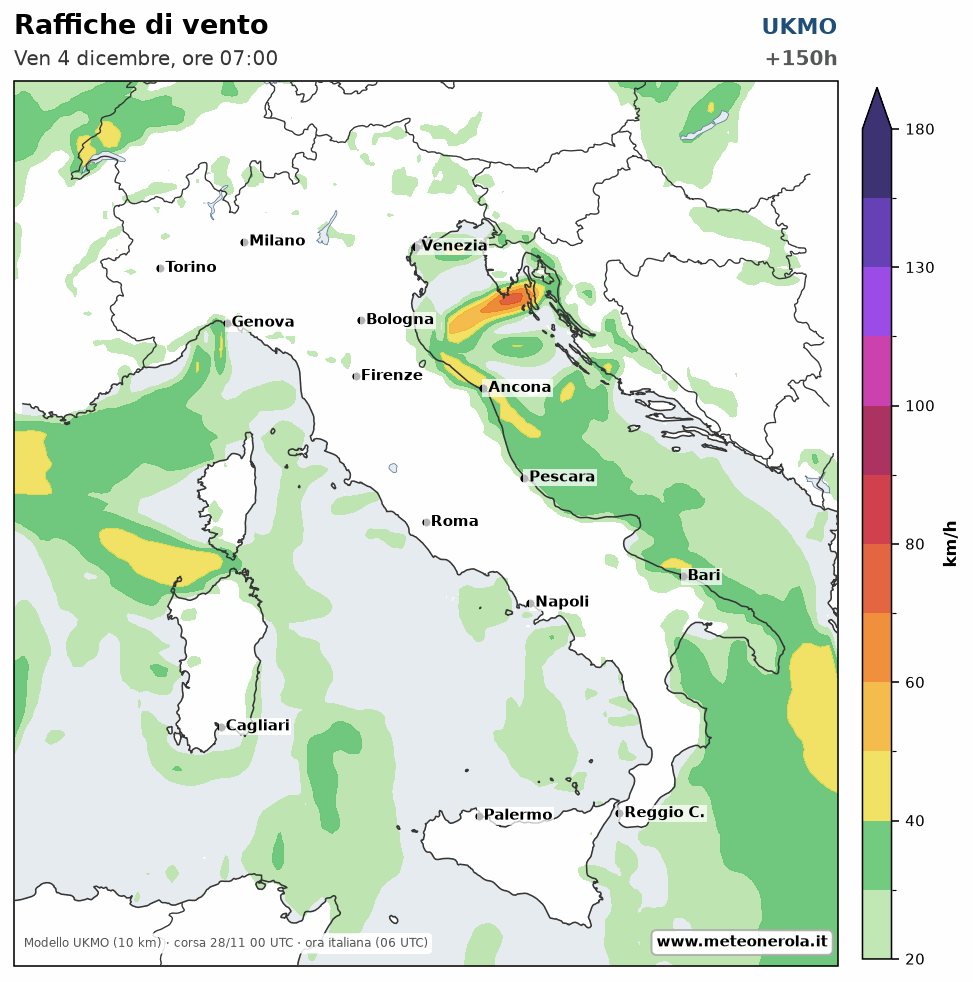 Raffiche di vento
UKMO
Ven 4 dicembre, ore 07:00
+150h
180
Milano
Venezia
Torino
130
Genova
Bologna
Firenze
Ancona
100
Pescara
Roma
80
km/h
Bari
Napoli
60
Cagliari
Palermo
Reggio C.
40
Modello UKMO (10 km) · corsa 28/11 00 UTC · ora italiana (06 UTC)
www.meteonerola.it
20